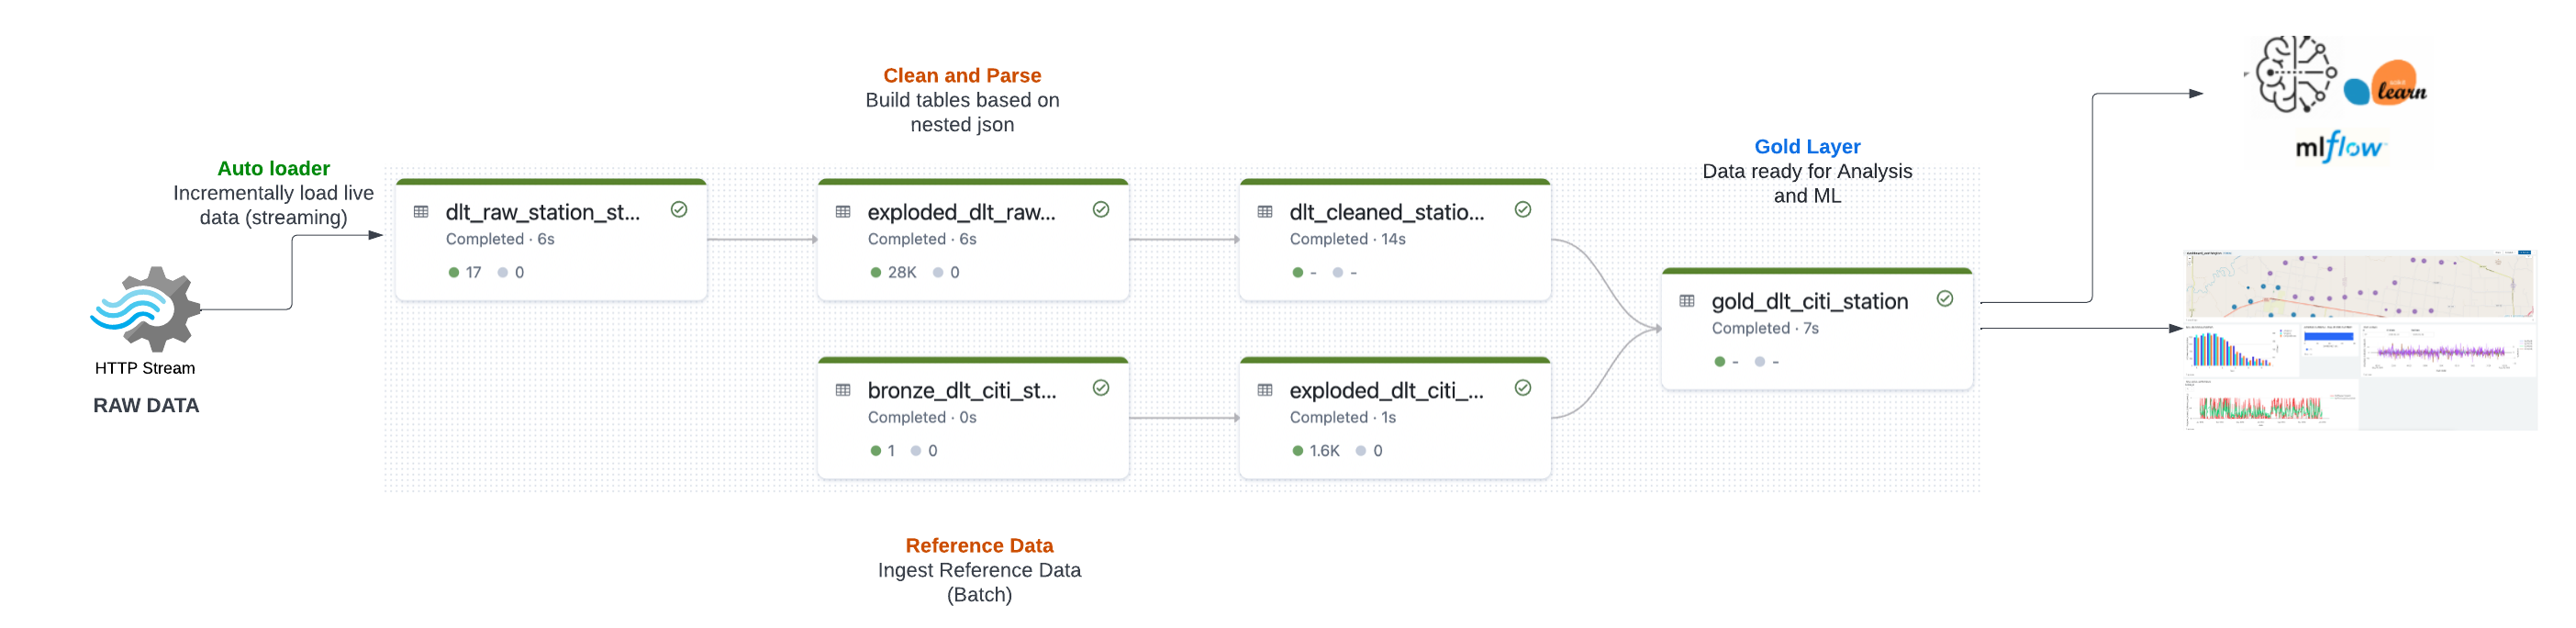 Clean and Parse
Build tables based on
nested json
Auto loader
Incrementally load live
data (streaming)
Gold Layer
Data ready for Analysis
and ML
learn
mlflow
dlt_raw_station_st...
Completed · 6s
17 0
exploded_dlt_raw...
Completed · 6s
28K 0
dlt_cleaned_statio...
Completed · 14s
- -
gold_dlt_citi_station
Completed · 7s
- -
HTTP Stream
RAW DATA
bronze_dlt_citi_st...
Completed · 0s
1 0
exploded_dlt_citi_...
Completed · 1s
1.6K 0
Reference Data
Ingest Reference Data
(Batch)